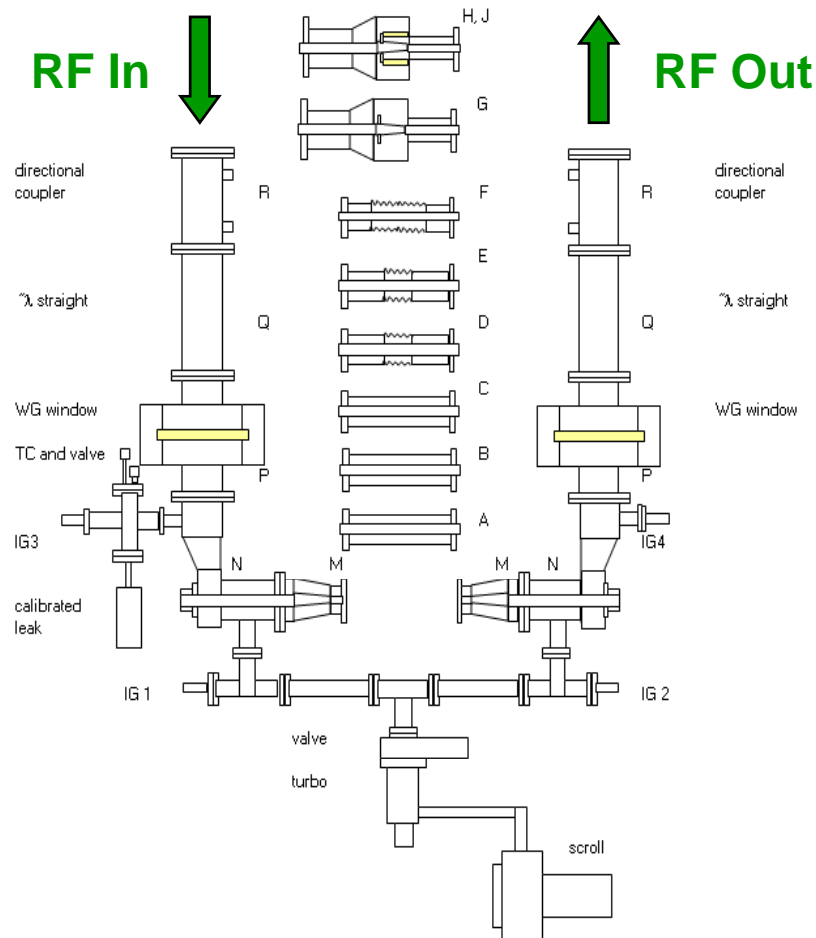 H, J
RF In
RF Out
G
directional
coupler
R
F
R
directional
coupler
E
~λ straight
Q
D
Q
~λ straight
C
WG window
WG window
TC and valve
B
P
P
A
IG3
IG4
N
M
M
N
calibrated
leak
IG 1
IG 2
valve
turbo
scroll